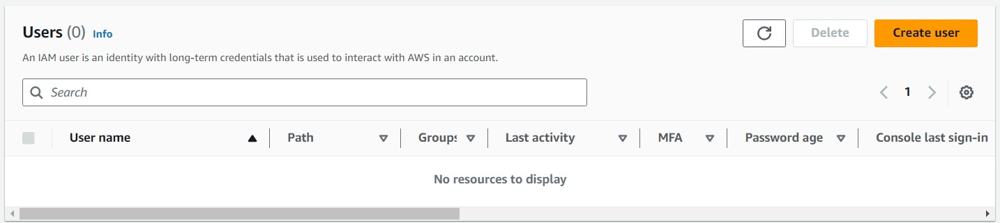 Users (0) Info
Delete
Create user
An IAM user is an identity with long-term credentials that is used to interact with AWS in an account.
Search
1
User name Path Groups Last activity MFA Password age Console last sign-in
No resources to display